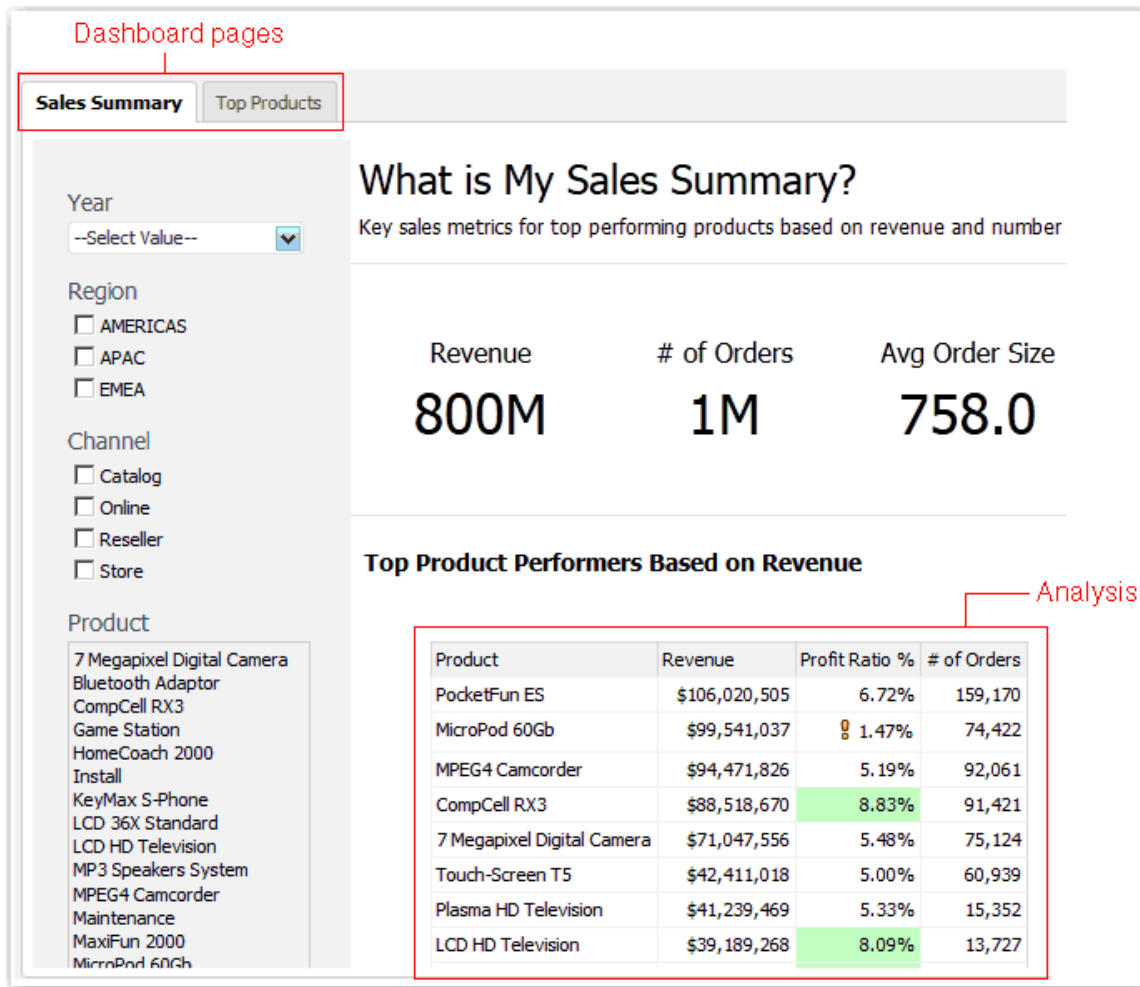 Dashboard pages
Sales Summary
Top Products
Year
--Select Value--
Region
AMERICAS
APAC
EMEA
Channel
Catalog
Online
Reseller
Store
Product
7 Megapixel Digital Camera
Bluetooth Adaptor
CompCell RX3
Game Station
HomeCoach 2000
Install
KeyMax S-Phone
LCD 36X Standard
LCD HD Television
MP3 Speakers System
MPEG4 Camcorder
Maintenance
MaxiFun 2000
MicroPod 60Gb
What is My Sales Summary?
Key sales metrics for top performing products based on revenue and number
Revenue # of Orders Avg Order Size
800M 1M 758.0
Top Product Performers Based on Revenue
Analysis
Product Revenue Profit Ratio % # of Orders
PocketFun ES $106,020,505 6.72% 159,170
MicroPod 60Gb $99,541,037 1.47% 74,422
MPEG4 Camcorder $94,471,826 5.19% 92,061
CompCell RX3 $88,518,670 8.83% 91,421
7 Megapixel Digital Camera $71,047,556 5.48% 75,124
Touch-Screen T5 $42,411,018 5.00% 60,939
Plasma HD Television $41,239,469 5.33% 15,352
LCD HD Television $39,189,268 8.09% 13,727